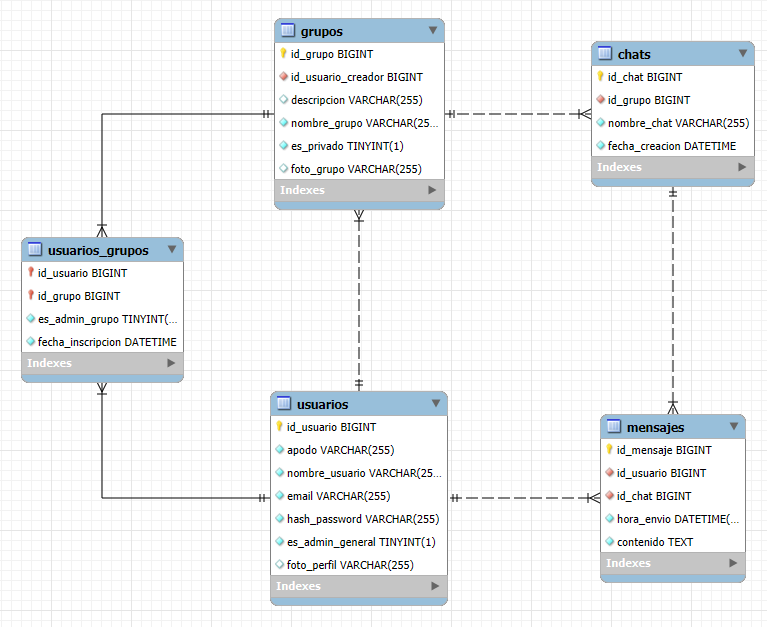 grupos
id_grupo BIGINT
id_usuario_creador BIGINT
descripcion VARCHAR(255)
nombre_grupo VARCHAR(25...
es_privado TINYINT(1)
foto_grupo VARCHAR(255)
Indexes
chats
id_chat BIGINT
id_grupo BIGINT
nombre_chat VARCHAR(255)
fecha_creacion DATETIME
Indexes
usuarios_grupos
id_usuario BIGINT
id_grupo BIGINT
es_admin_grupo TINYINT(...
fecha_inscripcion DATETIME
Indexes
usuarios
id_usuario BIGINT
apodo VARCHAR(255)
nombre_usuario VARCHAR(25...
email VARCHAR(255)
hash_password VARCHAR(255)
es_admin_general TINYINT(1)
foto_perfil VARCHAR(255)
Indexes
mensajes
id_mensaje BIGINT
id_usuario BIGINT
id_chat BIGINT
hora_envio DATETIME(...
contenido TEXT
Indexes